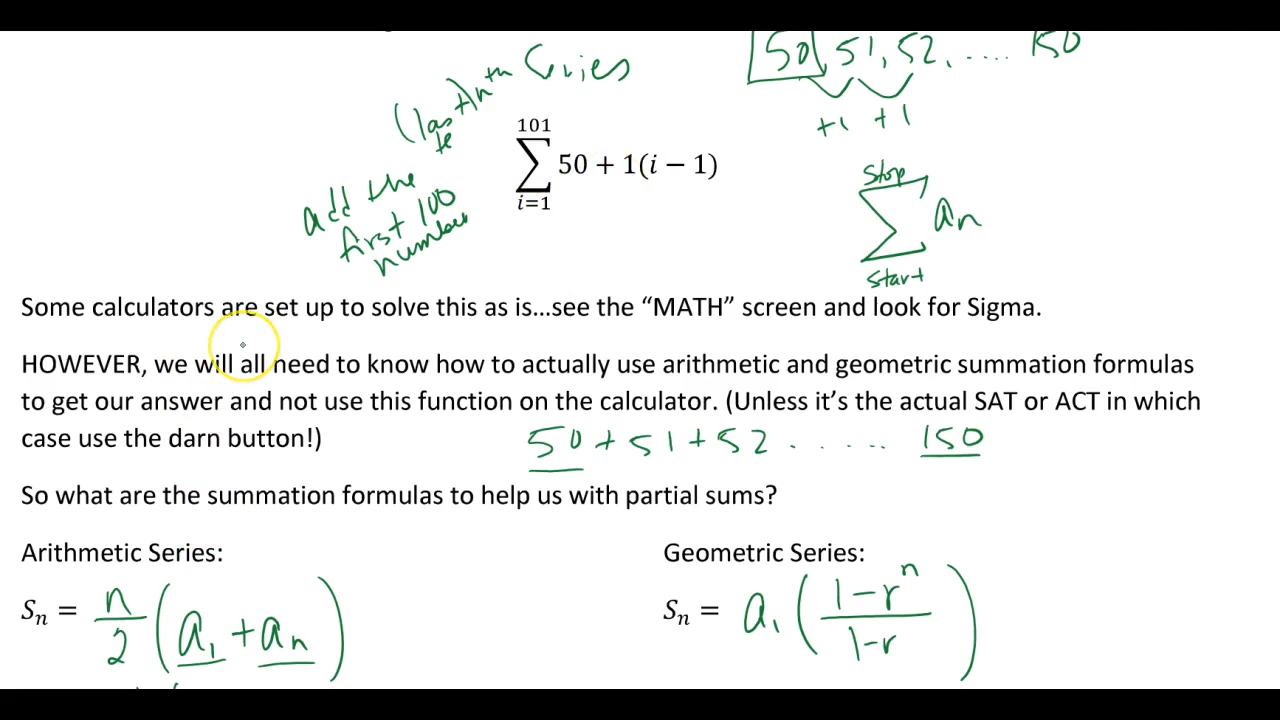 50, 51, 52, .... 150
+1 +1
(last) nth Series
te
add the
first 100
number
101
∑ 50 + 1(i − 1)
i=1
stop
∑ an
start
Some calculators are set up to solve this as is...see the “MATH” screen and look for Sigma.
HOWEVER, we will all need to know how to actually use arithmetic and geometric summation formulas
to get our answer and not use this function on the calculator. (Unless it’s the actual SAT or ACT in which
case use the darn button!)
50 + 51 + 52 ...... 150
So what are the summation formulas to help us with partial sums?
Arithmetic Series:
Sₙ = n/2 (a₁ + aₙ)
Geometric Series:
Sₙ = a₁ (1−rⁿ / 1−r)